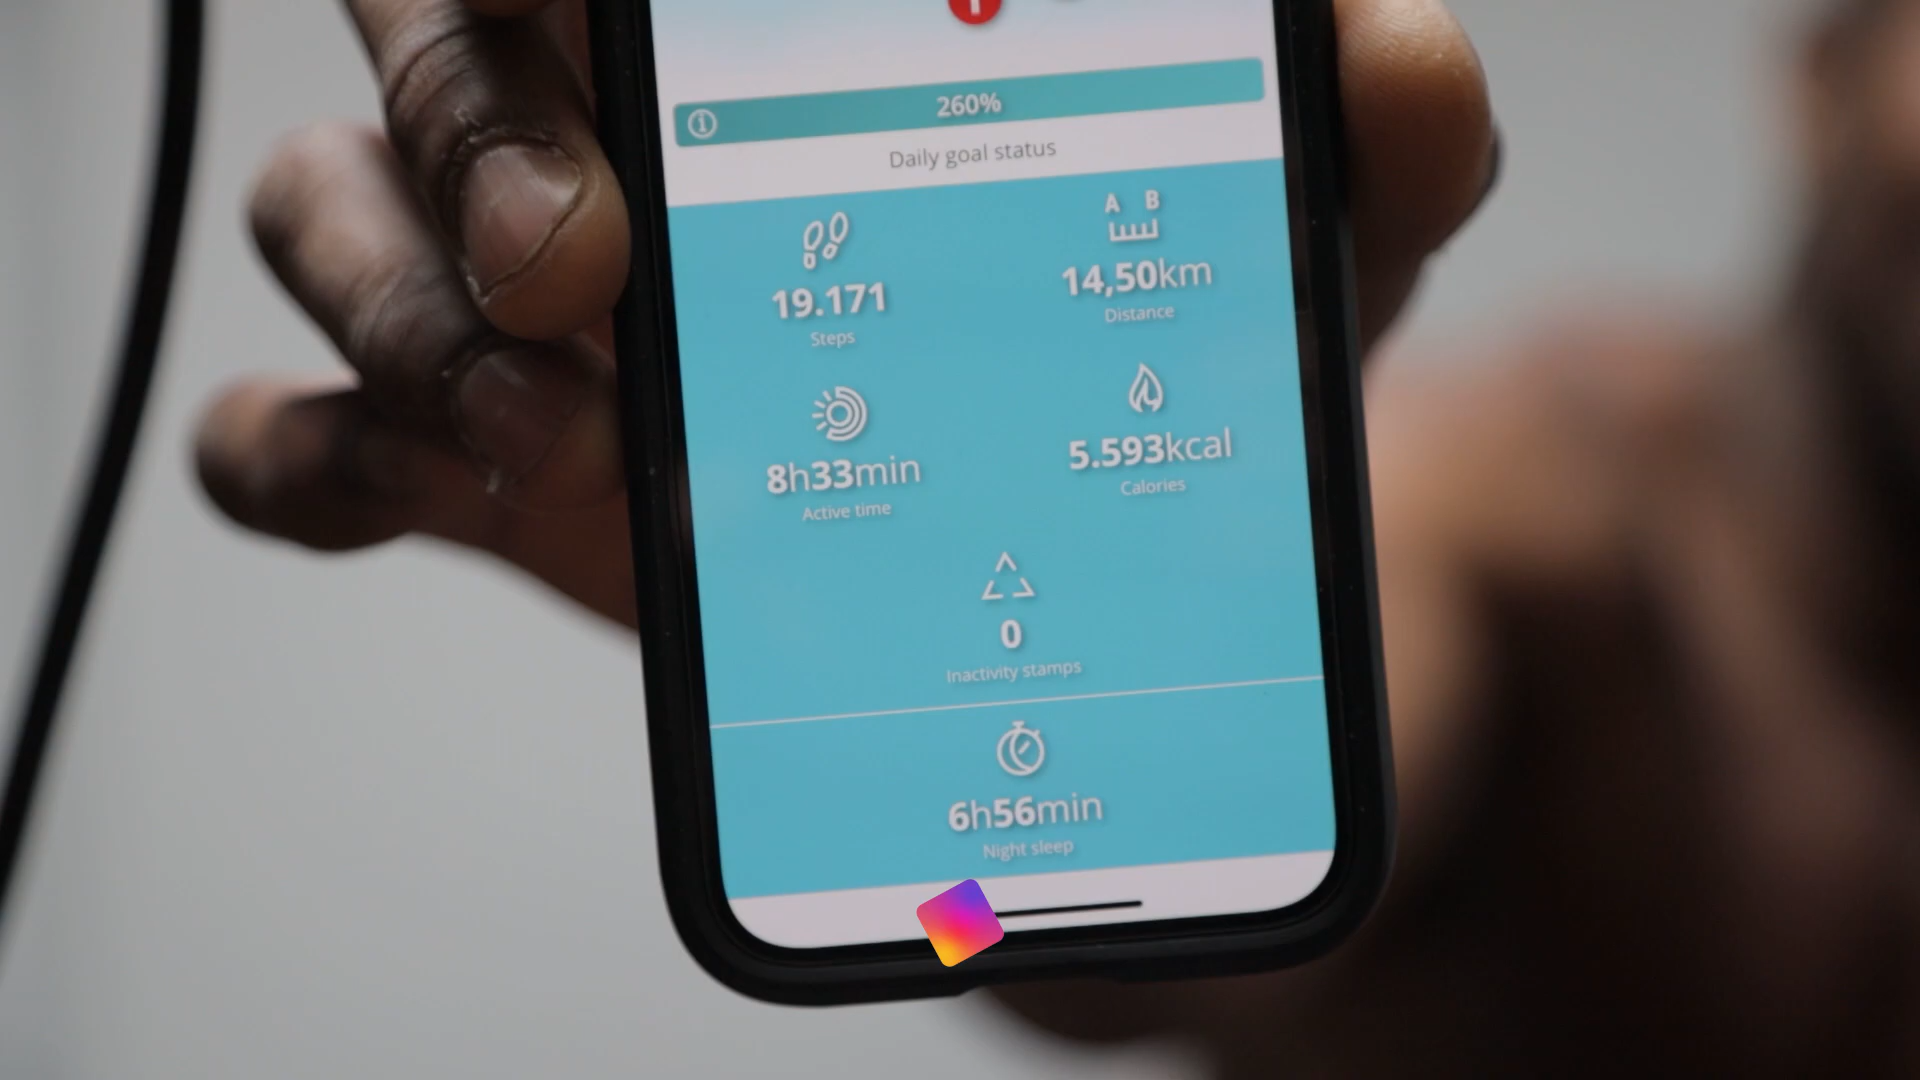 260%
Daily goal status
A B
19.171
Steps
14,50km
Distance
8h33min
Active time
5.593kcal
Calories
0
Inactivity stamps
6h56min
Night sleep